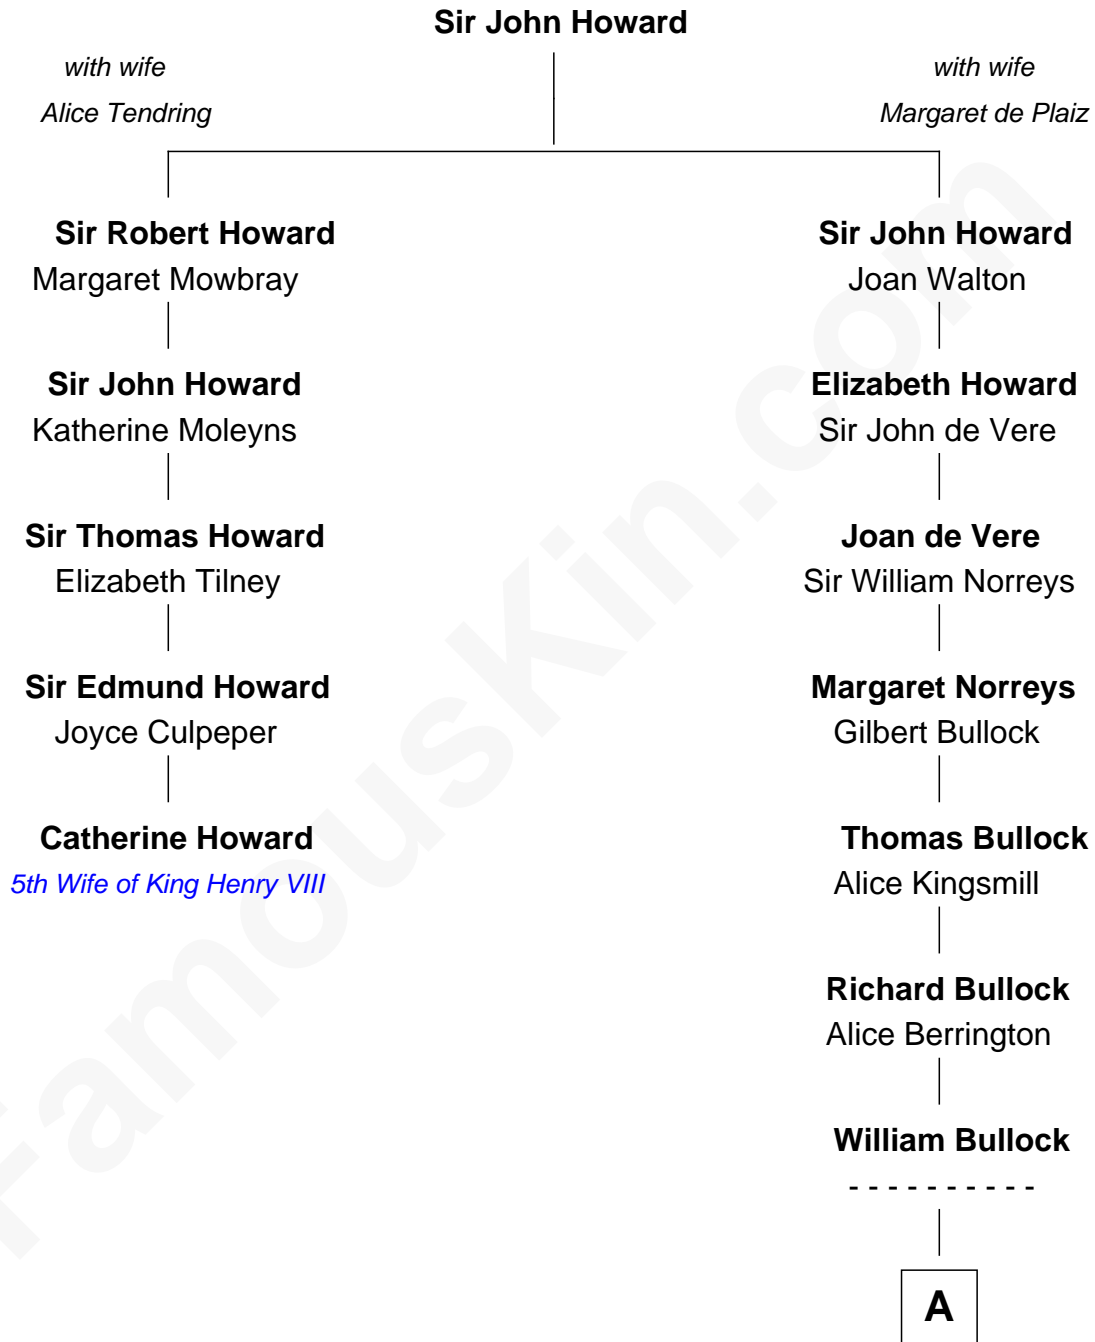 Sir John Howard
with wife
Alice Tendring
with wife
Margaret de Plaiz
Sir Robert Howard
Margaret Mowbray
Sir John Howard
Joan Walton
Sir John Howard
Katherine Moleyns
Elizabeth Howard
Sir John de Vere
Sir Thomas Howard
Elizabeth Tilney
Joan de Vere
Sir William Norreys
Sir Edmund Howard
Joyce Culpeper
Margaret Norreys
Gilbert Bullock
Catherine Howard
5th Wife of King Henry VIII
Thomas Bullock
Alice Kingsmill
Richard Bullock
Alice Berrington
William Bullock
- - - - - - - - - -
A
FamousKin.com